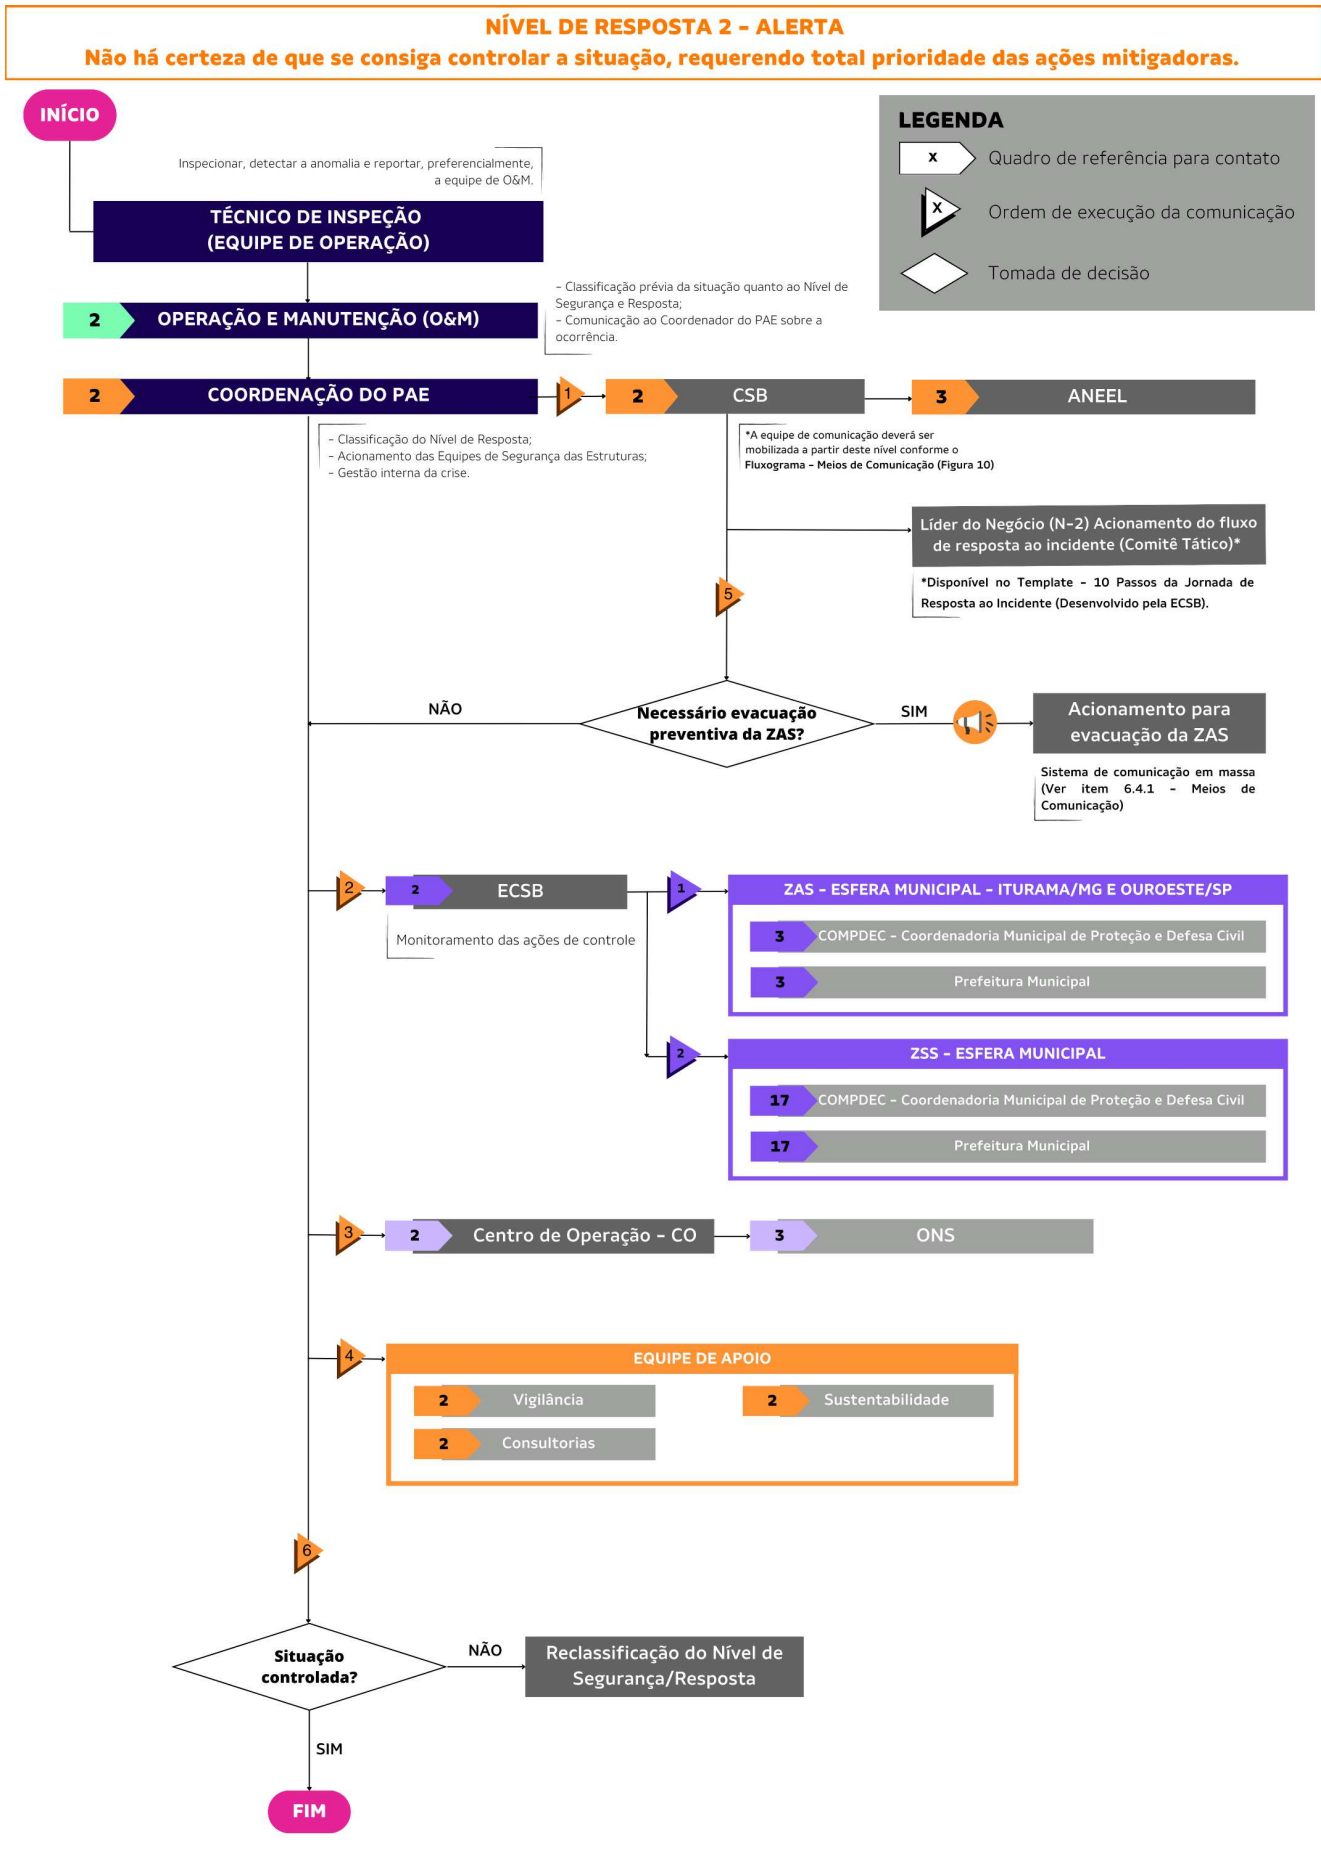 NÍVEL DE RESPOSTA 2 – ALERTA
Não há certeza de que se consiga controlar a situação, requerendo total prioridade das ações mitigadoras.
INÍCIO
LEGENDA
x
Quadro de referência para contato
X
Ordem de execução da comunicação
Tomada de decisão
Inspecionar, detectar a anomalia e reportar, preferencialmente,
a equipe de O&M.
TÉCNICO DE INSPEÇÃO
(EQUIPE DE OPERAÇÃO)
2
OPERAÇÃO E MANUTENÇÃO (O&M)
– Classificação prévia da situação quanto ao Nível de
Segurança e Resposta;
– Comunicação ao Coordenador do PAE sobre a
ocorrência.
2
COORDENAÇÃO DO PAE
1
2
CSB
3
ANEEL
– Classificação do Nível de Resposta;
– Acionamento das Equipes de Segurança das Estruturas;
– Gestão interna da crise.
*A equipe de comunicação deverá ser
mobilizada a partir deste nível conforme o
Fluxograma – Meios de Comunicação (Figura 10)
Líder do Negócio (N-2) Acionamento do fluxo
de resposta ao incidente (Comitê Tático)*
*Disponível no Template – 10 Passos da Jornada de
Resposta ao Incidente (Desenvolvido pela ECSB).
5
Necessário evacuação
preventiva da ZAS?
NÃO
SIM
Acionamento para
evacuação da ZAS
Sistema de comunicação em massa
(Ver item 6.4.1 – Meios de
Comunicação)
2
2
ECSB
Monitoramento das ações de controle
1
ZAS – ESFERA MUNICIPAL – ITURAMA/MG E OUROESTE/SP
3
COMPDEC – Coordenadoria Municipal de Proteção e Defesa Civil
3
Prefeitura Municipal
2
ZSS – ESFERA MUNICIPAL
17
COMPDEC – Coordenadoria Municipal de Proteção e Defesa Civil
17
Prefeitura Municipal
3
2
Centro de Operação – CO
3
ONS
4
EQUIPE DE APOIO
2
Vigilância
2
Sustentabilidade
2
Consultorias
6
Situação
controlada?
NÃO
Reclassificação do Nível de
Segurança/Resposta
SIM
FIM